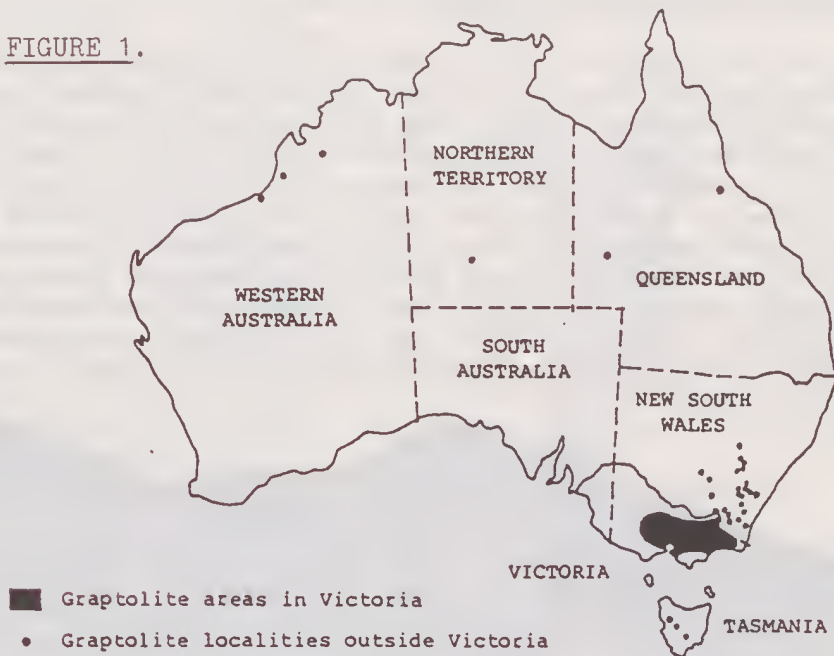 FIGURE 1.
NORTHERN
TERRITORY
WESTERN
AUSTRALIA
QUEENSLAND
SOUTH
AUSTRALIA
NEW SOUTH
WALES
VICTORIA
Graptolite areas in Victoria
Graptolite localities outside Victoria
TASMANIA